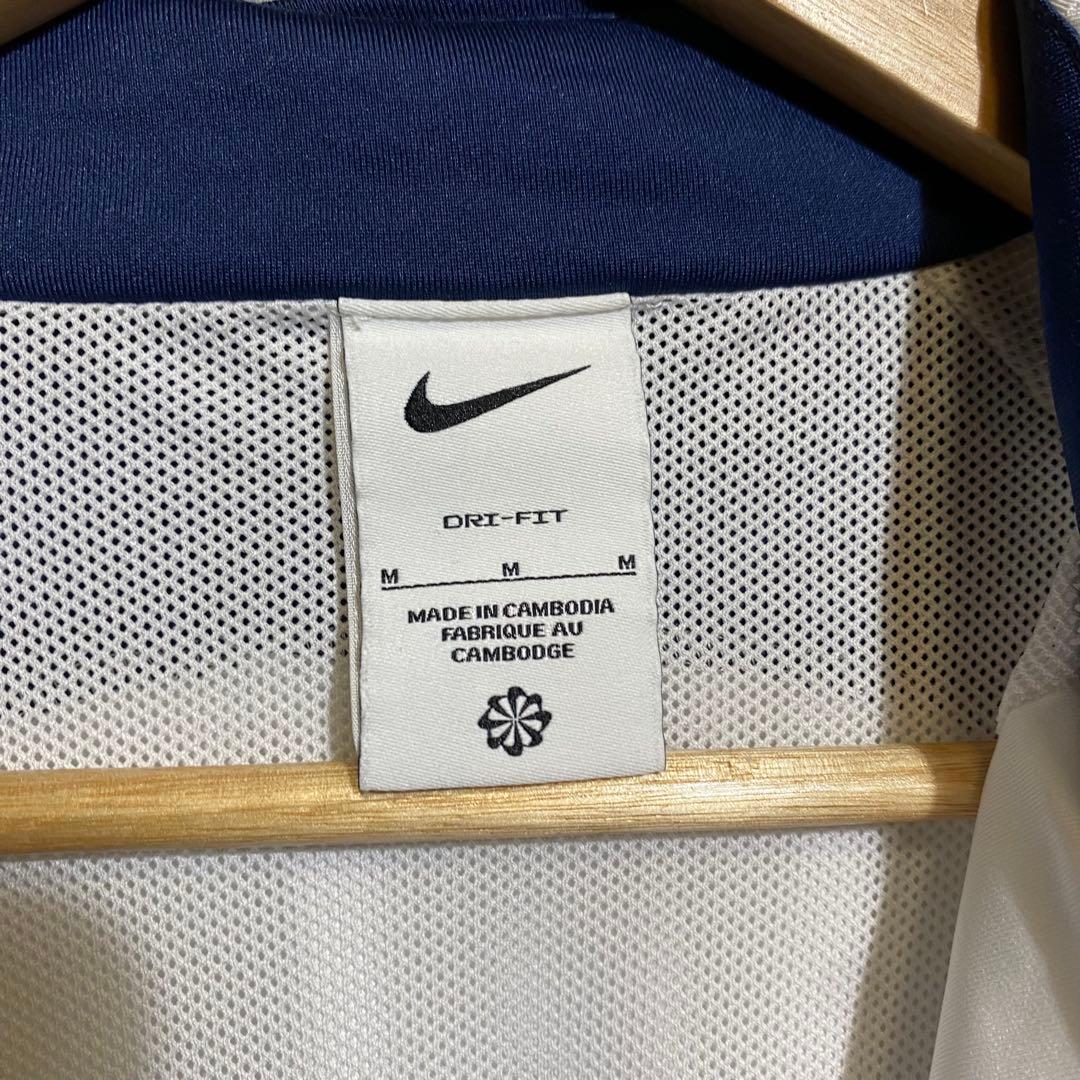 DRI-FIT
M M M
MADE IN CAMBODIA
FABRIQUE AU
CAMBODGE